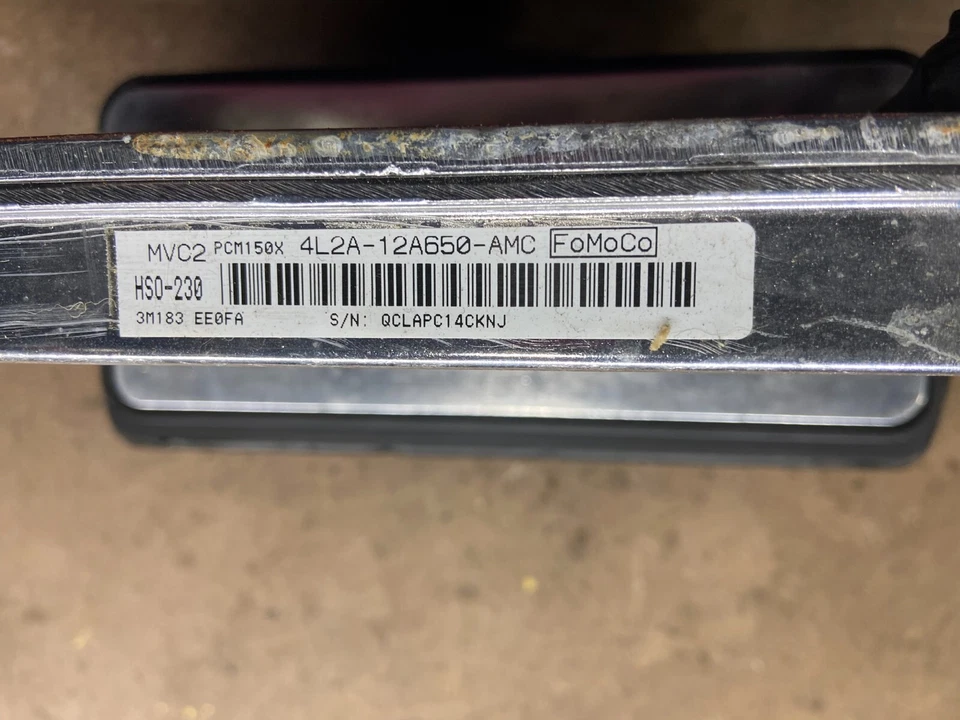 MVC2 PCM150X 4L2A-12A650-AMC FoMoCo
HSO-230
3M183 EE0FA S/N: QCLAPC14CKNJ